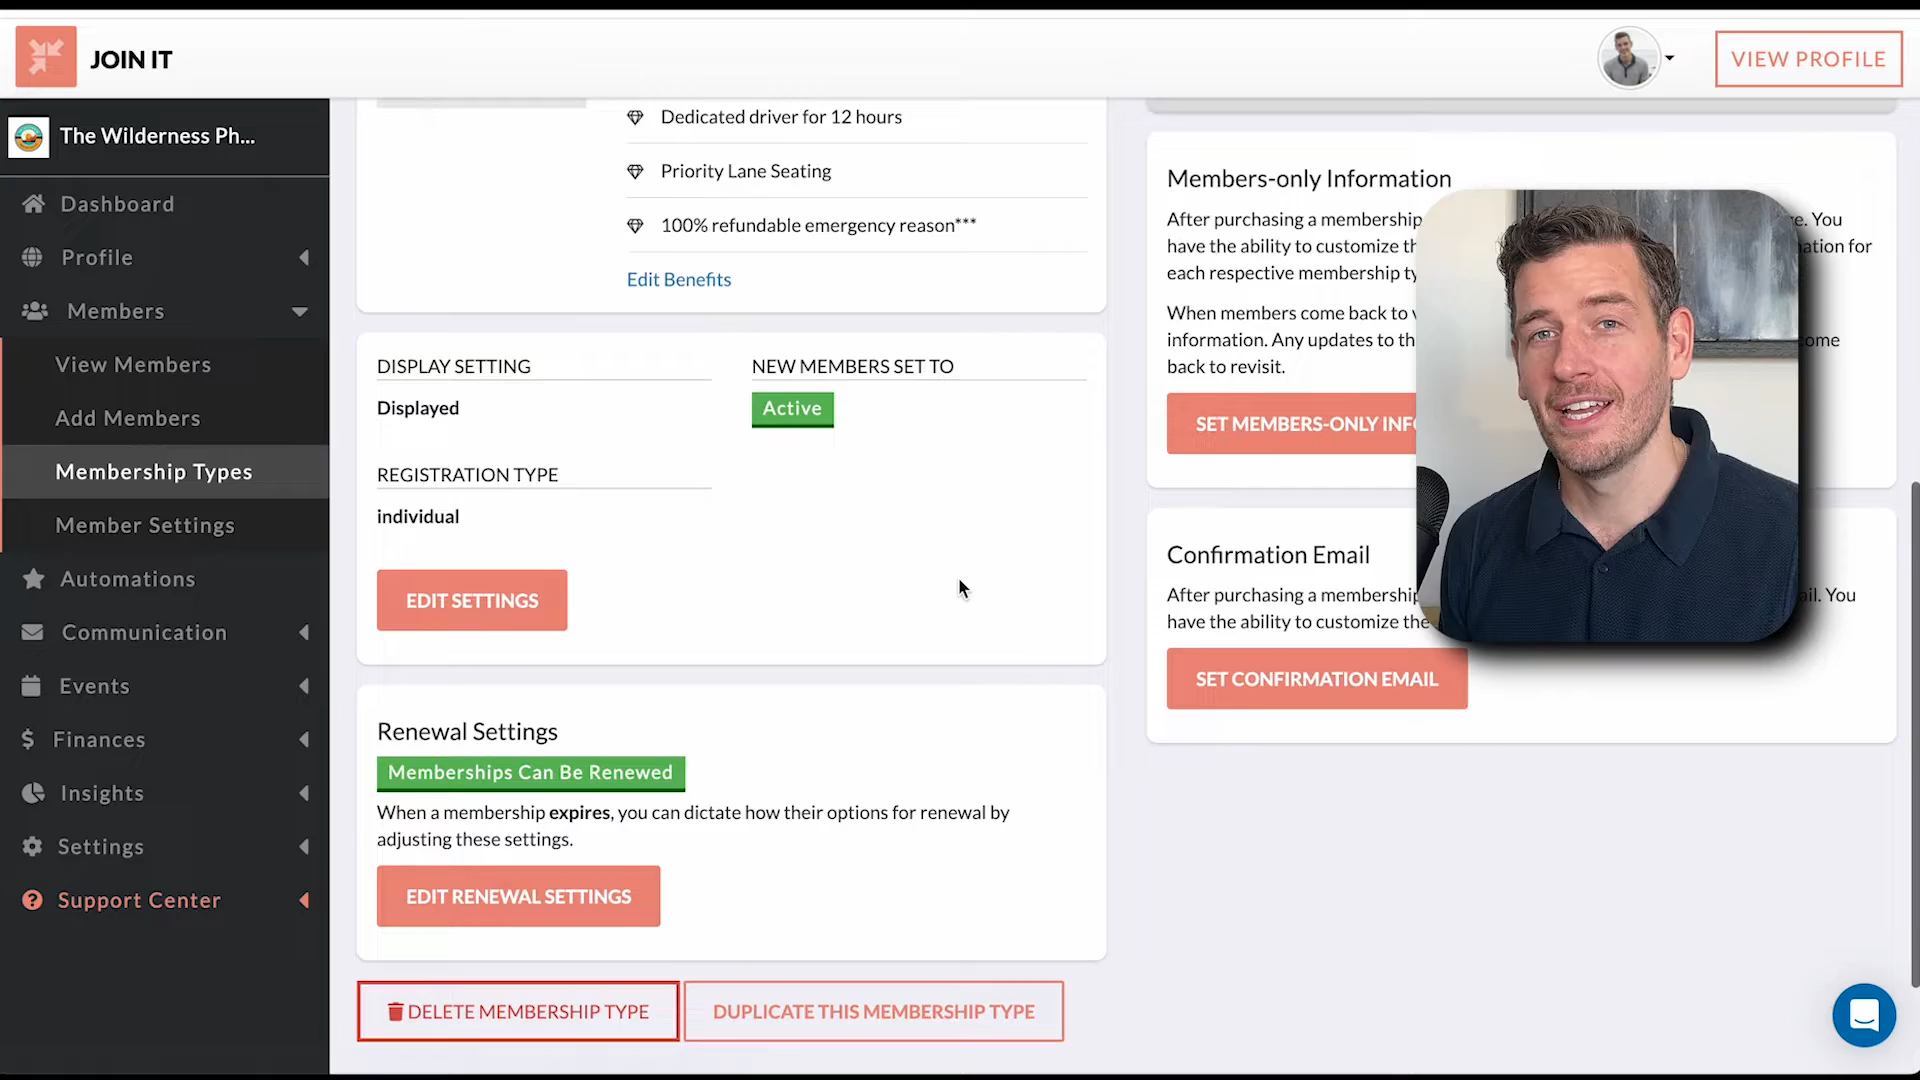 JOIN IT
VIEW PROFILE
The Wilderness Ph...
Dashboard
Profile
Members
View Members
Add Members
Membership Types
Member Settings
Automations
Communication
Events
Finances
Insights
Settings
Support Center
Dedicated driver for 12 hours
Priority Lane Seating
100% refundable emergency reason***
Edit Benefits
DISPLAY SETTING
Displayed
NEW MEMBERS SET TO
Active
REGISTRATION TYPE
individual
EDIT SETTINGS
Renewal Settings
Memberships Can Be Renewed
When a membership expires, you can dictate how their options for renewal by
adjusting these settings.
EDIT RENEWAL SETTINGS
DELETE MEMBERSHIP TYPE
DUPLICATE THIS MEMBERSHIP TYPE
Members-only Information
After purchasing a membership You
have the ability to customize for
each respective membership
When members come back to
information. Any updates to
back to revisit.
SET MEMBERS-ONLY
Confirmation Email
After purchasing a membership You
have the ability to customize the
SET CONFIRMATION EMAIL